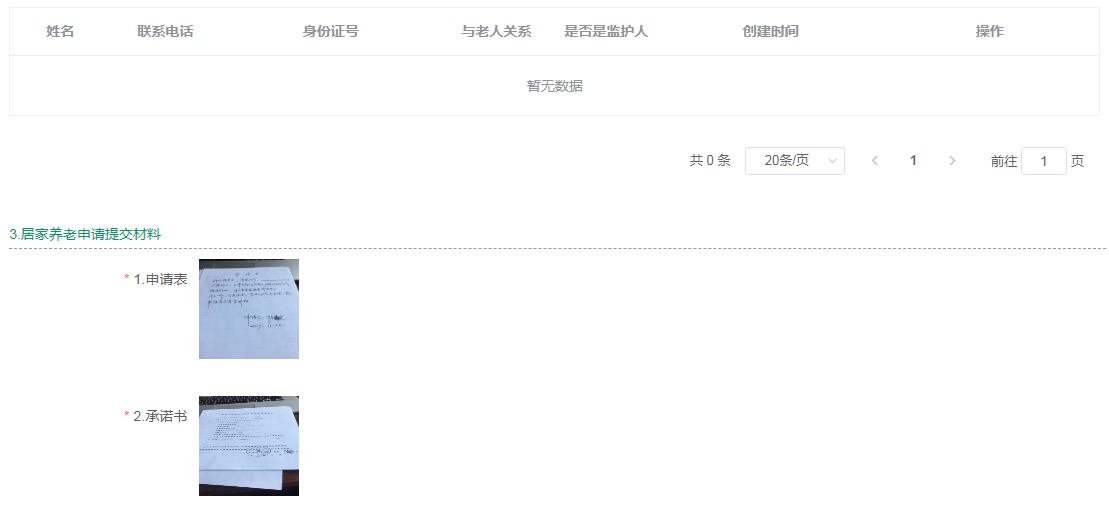 姓名 联系电话 身份证号 与老人关系 是否是监护人 创建时间 操作
暂无数据
共 0 条 20条/页 1 前往 1 页
3.居家养老申请提交材料
* 1.申请表
* 2.承诺书